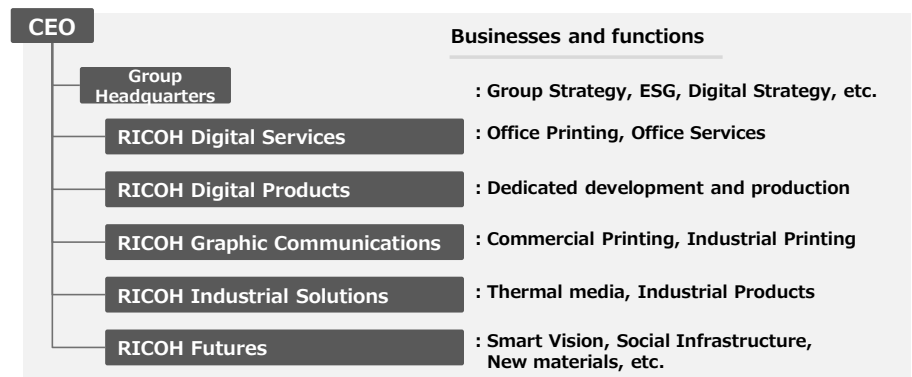 CEO
Businesses and functions
Group
Headquarters
: Group Strategy, ESG, Digital Strategy, etc.
RICOH Digital Services
: Office Printing, Office Services
RICOH Digital Products
: Dedicated development and production
RICOH Graphic Communications
: Commercial Printing, Industrial Printing
RICOH Industrial Solutions
: Thermal media, Industrial Products
RICOH Futures
: Smart Vision, Social Infrastructure,
New materials, etc.